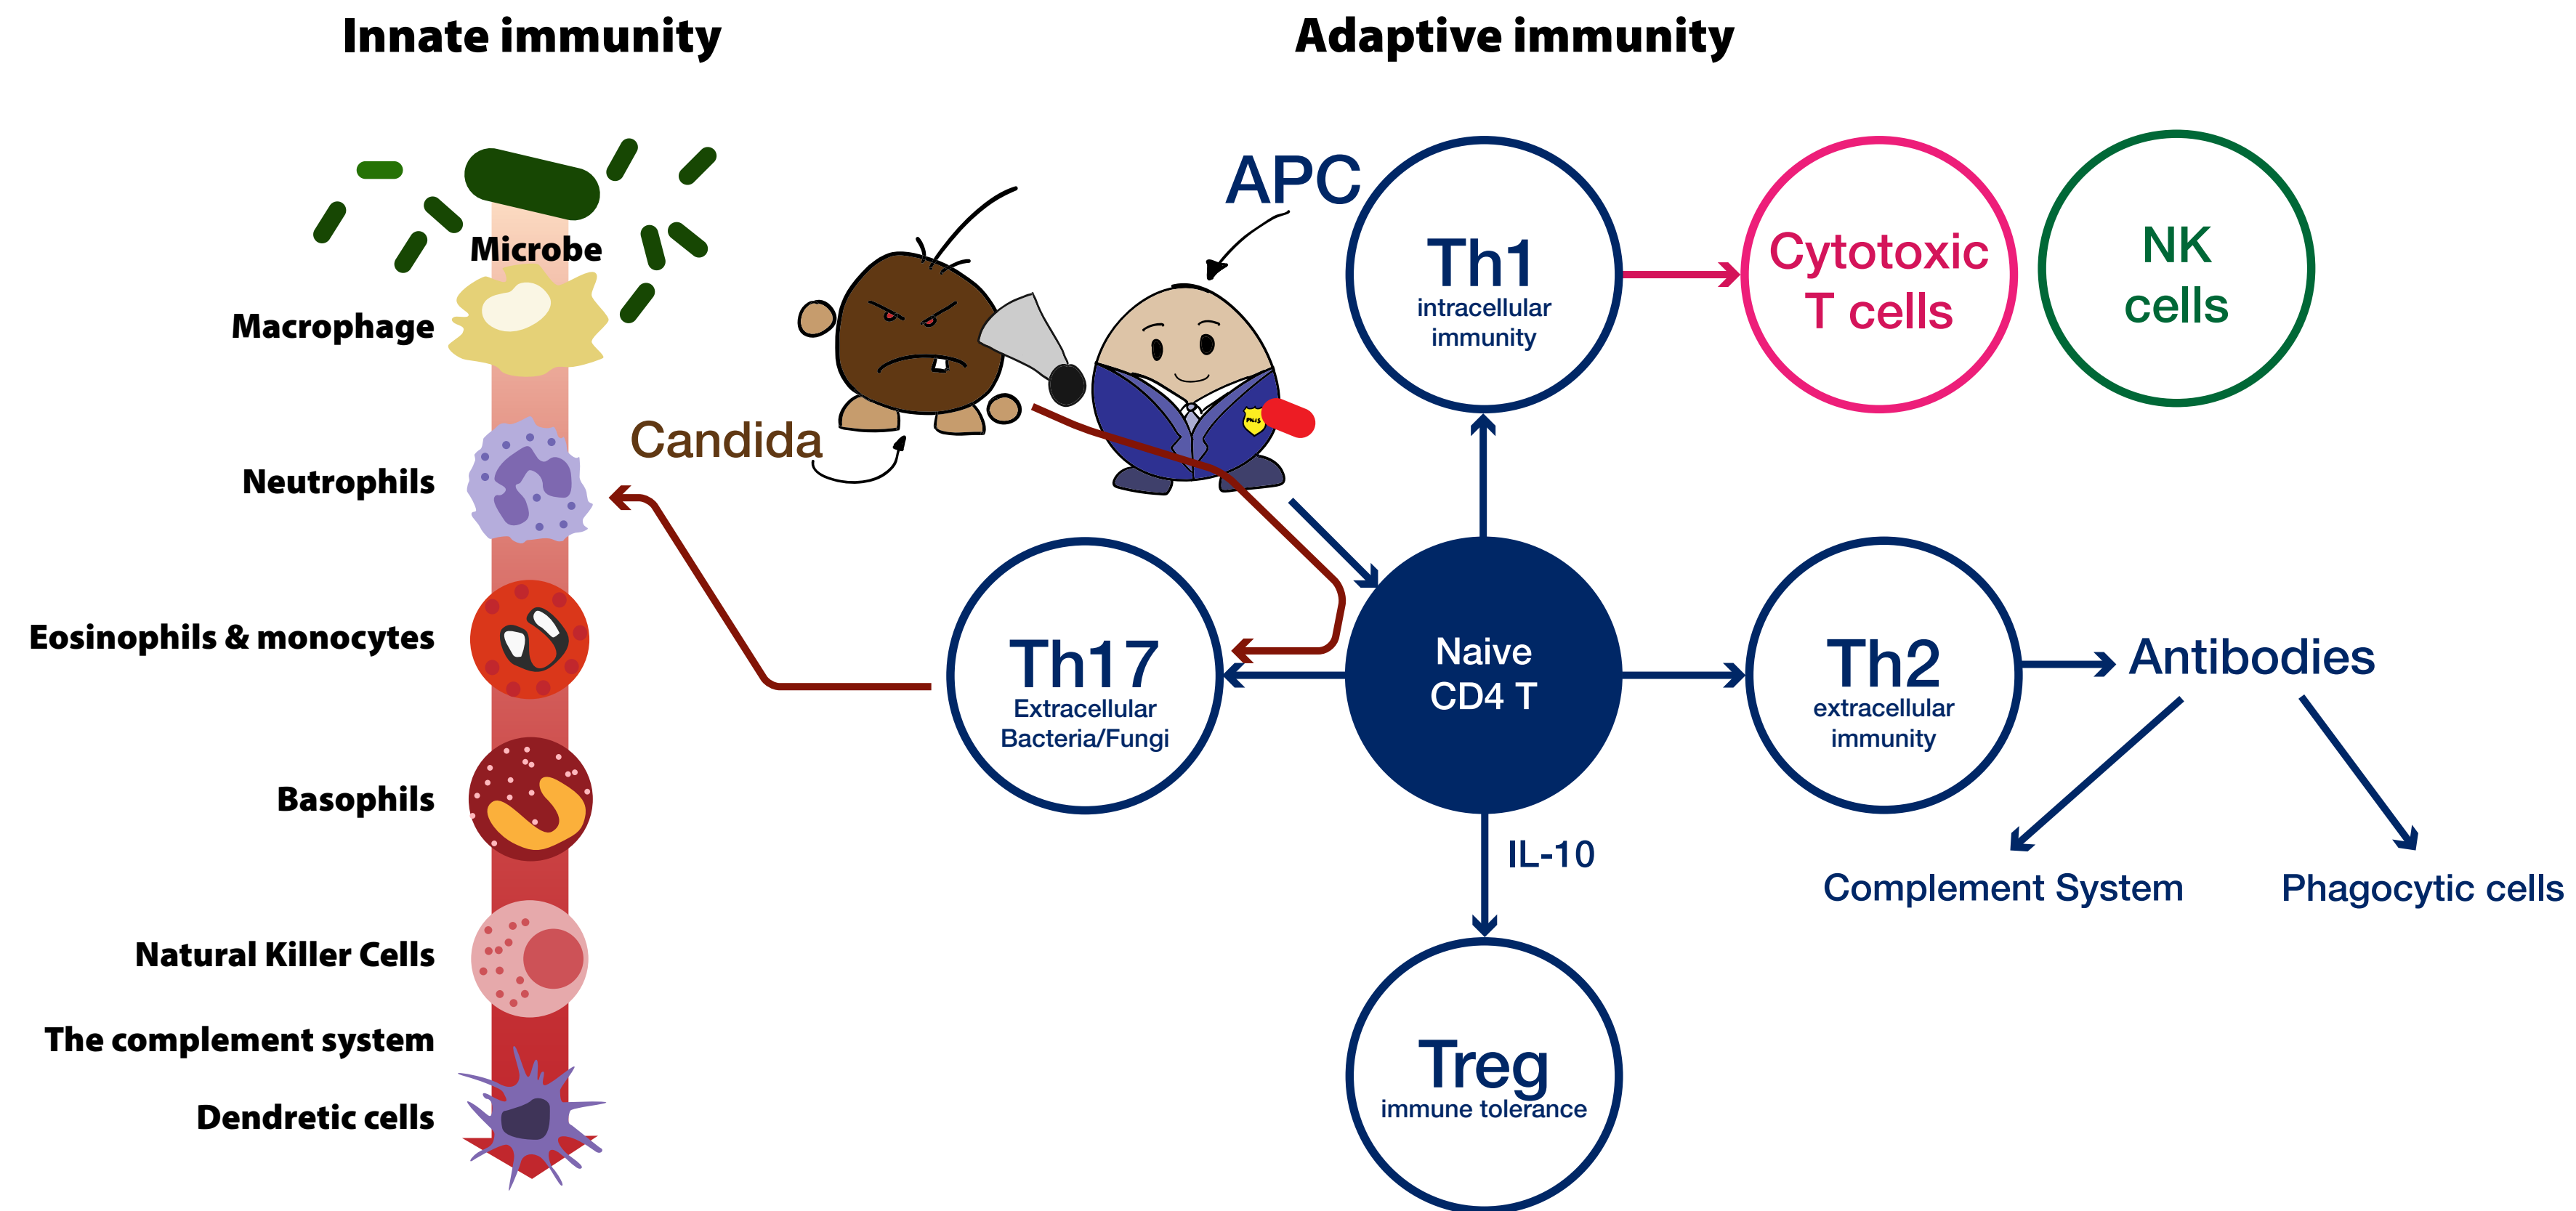 Innate immunity
Adaptive immunity
Microbe
Macrophage
Neutrophils
Eosinophils & monocytes
Basophils
Natural Killer Cells
The complement system
Dendretic cells
Candida
APC
Th1
intracellular
immunity
Cytotoxic
T cells
NK
cells
Th17
Extracellular
Bacteria/Fungi
Naive
CD4 T
Th2
extracellular
immunity
Antibodies
Complement System
Phagocytic cells
IL-10
Treg
immune tolerance